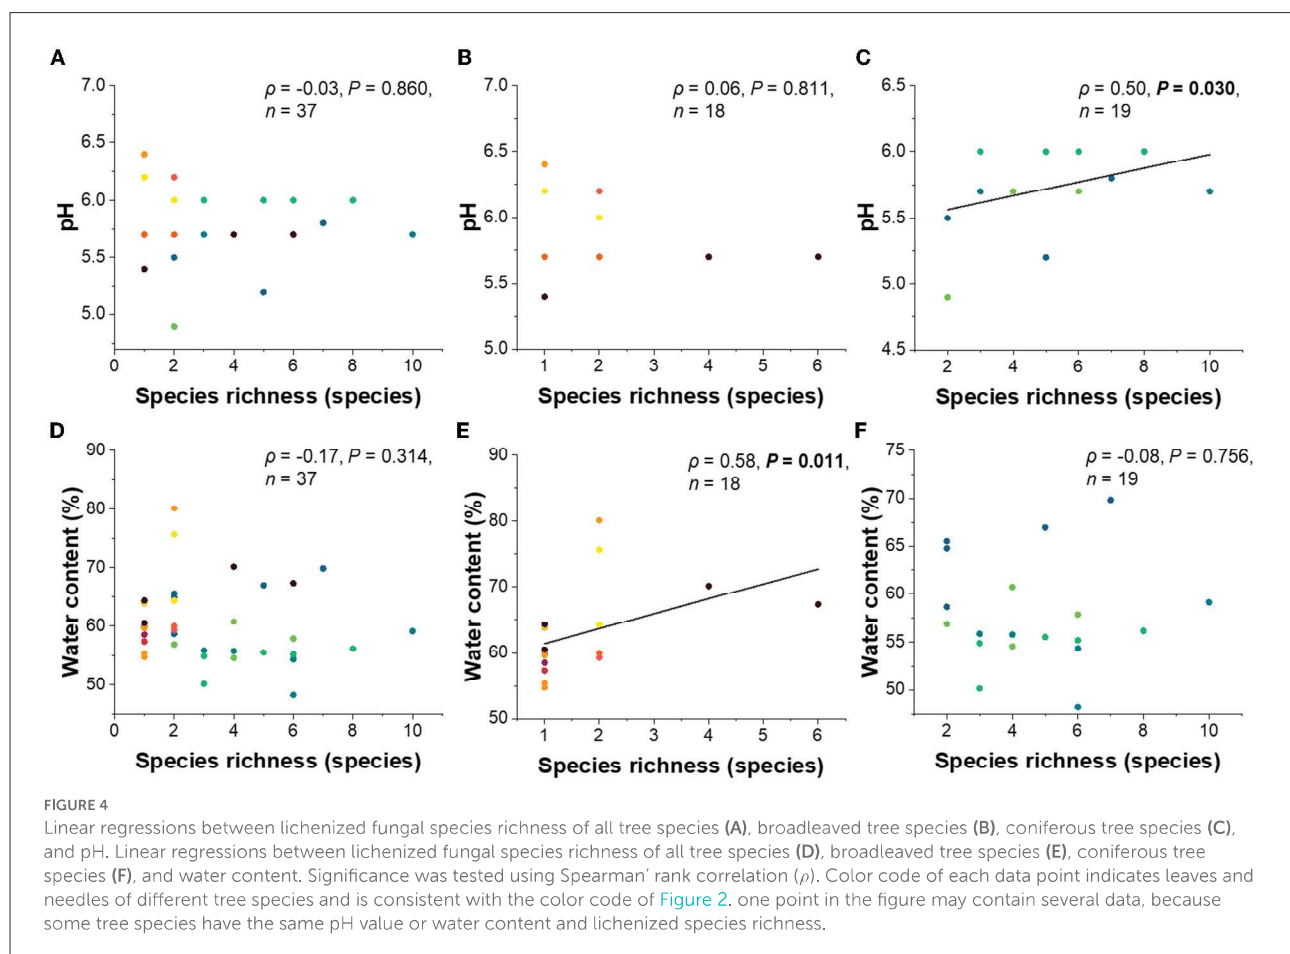 A
ρ = -0.03, P = 0.860,
n = 37
7.0
6.5
6.0
5.5
5.0
pH
0 2 4 6 8 10
Species richness (species)
B
ρ = 0.06, P = 0.811,
n = 18
7.0
6.5
6.0
5.5
5.0
pH
1 2 3 4 5 6
Species richness (species)
C
ρ = 0.50, P = 0.030,
n = 19
6.5
6.0
5.5
5.0
4.5
pH
2 4 6 8 10
Species richness (species)
D
ρ = -0.17, P = 0.314,
n = 37
90
80
70
60
50
Water content (%)
0 2 4 6 8 10
Species richness (species)
E
ρ = 0.58, P = 0.011,
n = 18
90
80
70
60
50
Water content (%)
1 2 3 4 5 6
Species richness (species)
F
ρ = -0.08, P = 0.756,
n = 19
75
70
65
60
55
50
Water content (%)
2 4 6 8 10
Species richness (species)
FIGURE 4
Linear regressions between lichenized fungal species richness of all tree species (A), broadleaved tree species (B), coniferous tree species (C),
and pH. Linear regressions between lichenized fungal species richness of all tree species (D), broadleaved tree species (E), coniferous tree
species (F), and water content. Significance was tested using Spearman' rank correlation (ρ). Color code of each data point indicates leaves and
needles of different tree species and is consistent with the color code of Figure 2. one point in the figure may contain several data, because
some tree species have the same pH value or water content and lichenized species richness.